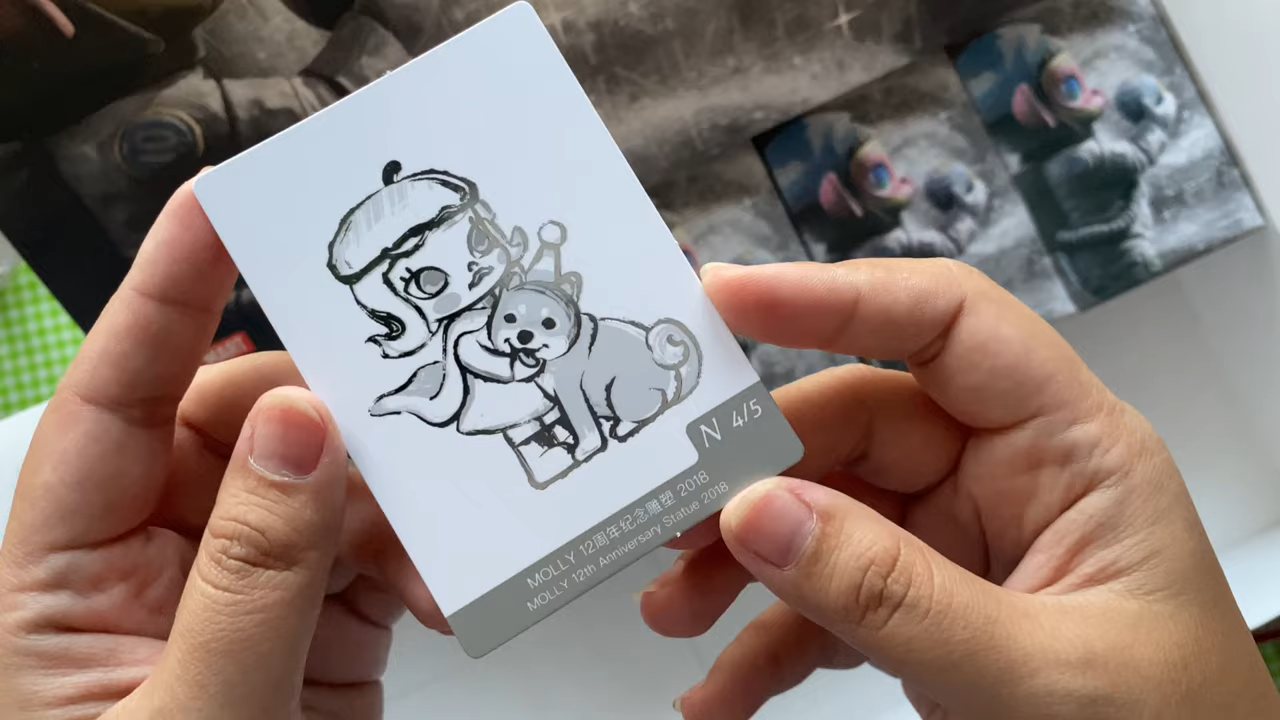 N 4/5
MOLLY 12周年纪念雕塑 2018
MOLLY 12th Anniversary Statue 2018